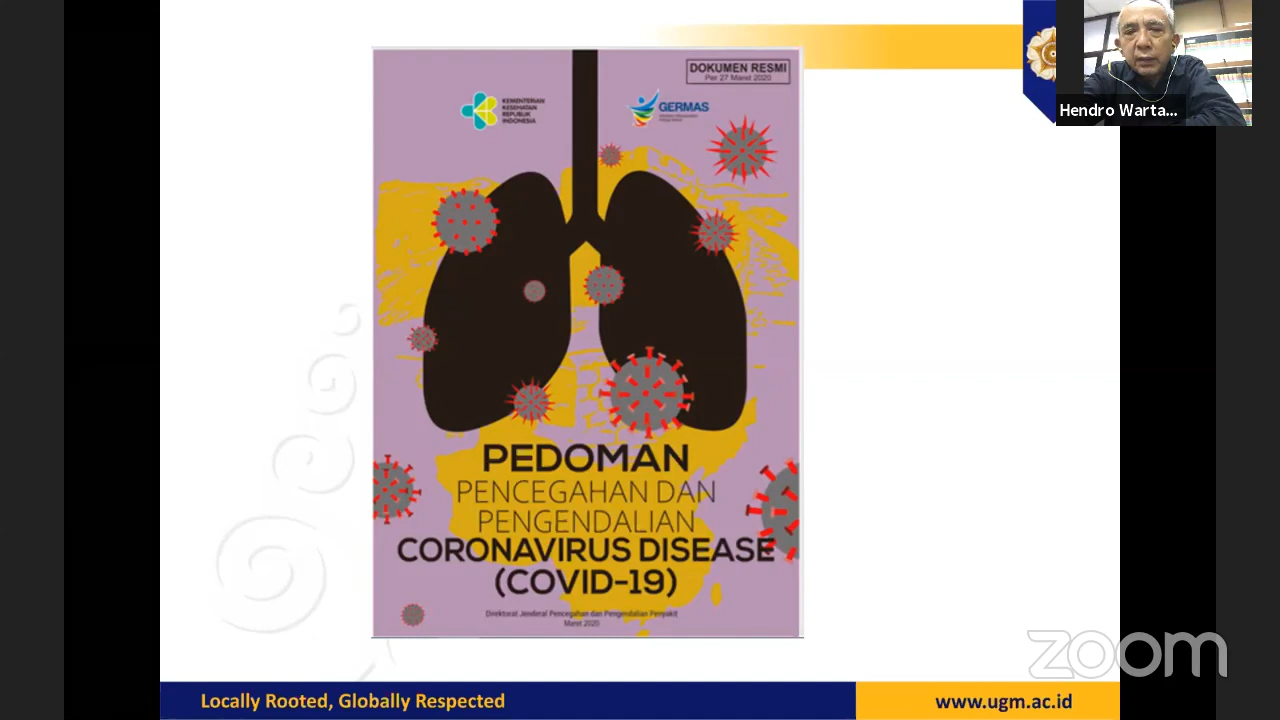 DOKUMEN RESMI
Per 27 Maret 2020
KEMENTERIAN
KESEHATAN
REPUBLIK
INDONESIA
GERMAS
PEDOMAN
PENCEGAHAN DAN
PENGENDALIAN
CORONAVIRUS DISEASE
(COVID-19)
Direktorat Jenderal Pencegahan dan Pengendalian Penyakit
Maret 2020
Hendro Warta...
zoom
Locally Rooted, Globally Respected
www.ugm.ac.id